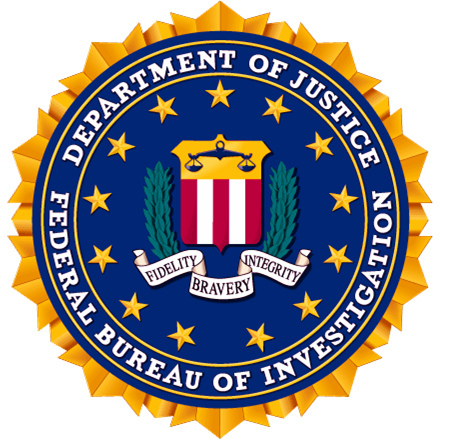 DEPARTMENT OF JUSTICE
FIDELITY
BRAVERY
INTEGRITY
FEDERAL BUREAU OF INVESTIGATION